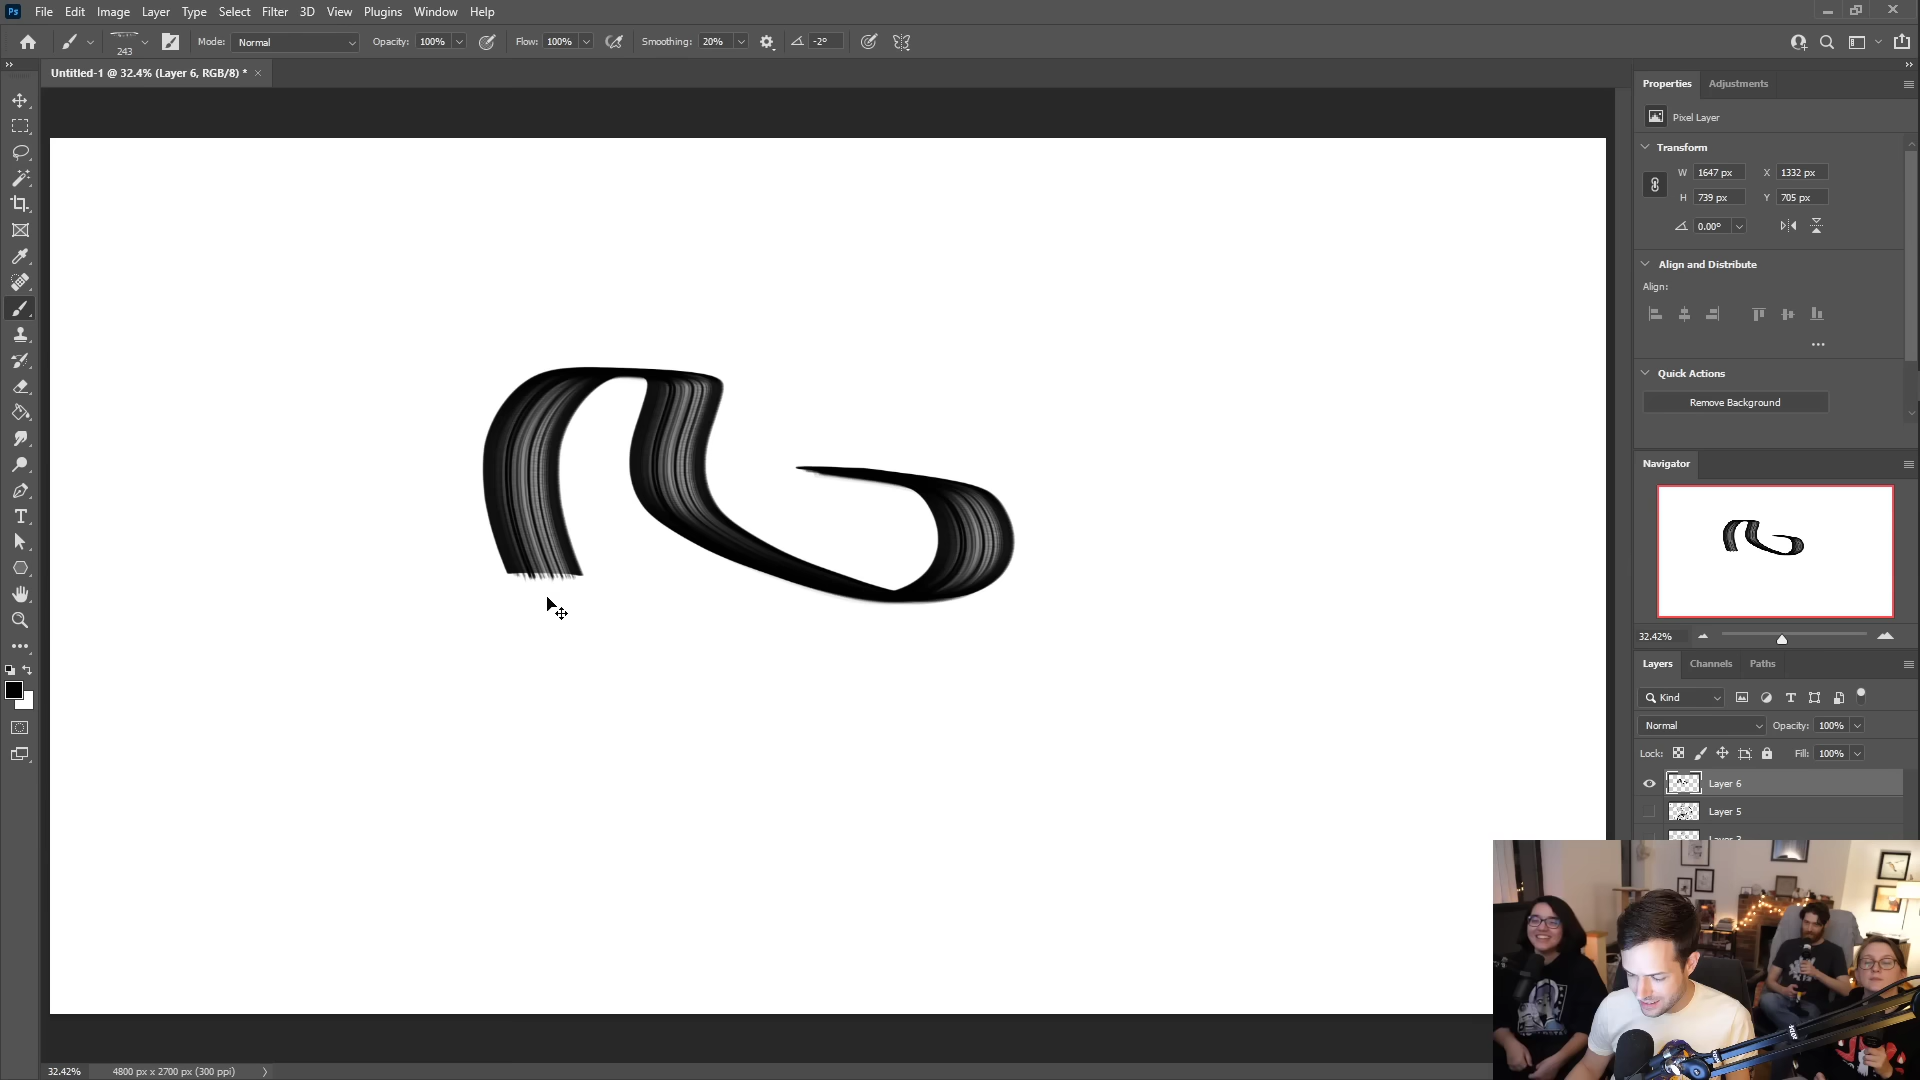 Ps File Edit Image Layer Type Select Filter 3D View Plugins Window Help
243 Mode: Normal Opacity: 100% Flow: 100% Smoothing: 20% -2°
Untitled-1 @ 32.4% (Layer 6, RGB/8) * ×
Properties Adjustments
Pixel Layer
Transform
W 1647 px X 1332 px
H 739 px Y 705 px
0.00°
Align and Distribute
Align:
Quick Actions
Remove Background
Navigator
32.42%
Layers Channels Paths
Kind
Normal Opacity: 100%
Lock: Fill: 100%
Layer 6
Layer 5
32.42% 4800 px x 2700 px (300 ppi)